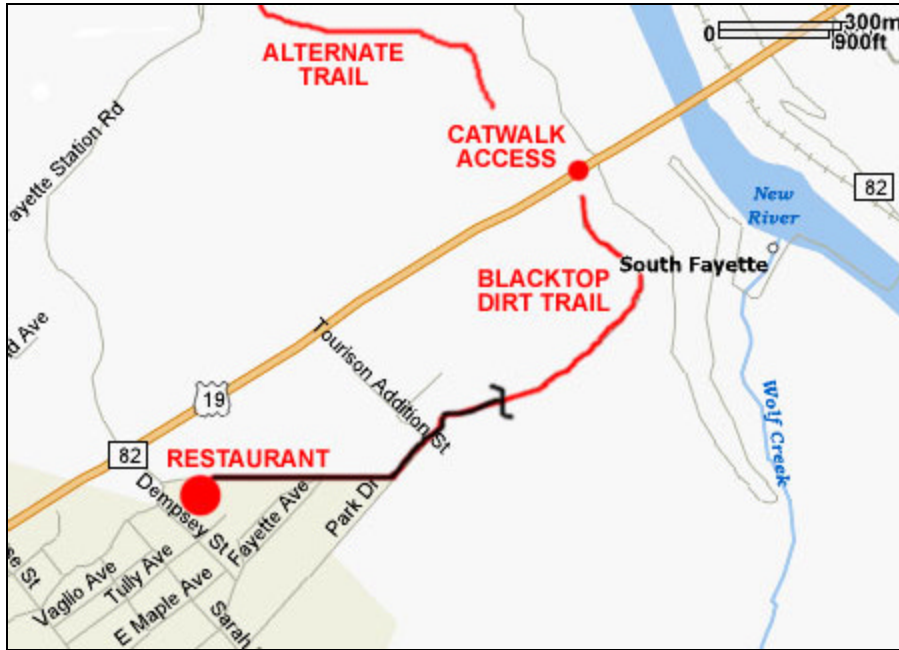 300m
0
900ft
ALTERNATE
TRAIL
ayette Station Rd
CATWALK
ACCESS
82
New
River
South Fayette
BLACKTOP
DIRT TRAIL
d Ave
Tourison Addition St
19
Wolf Creek
82
RESTAURANT
Dempsey St
Fayette Ave
Park Dr
se St
Vaglio Ave
Tully Ave
E Maple Ave
Sarah